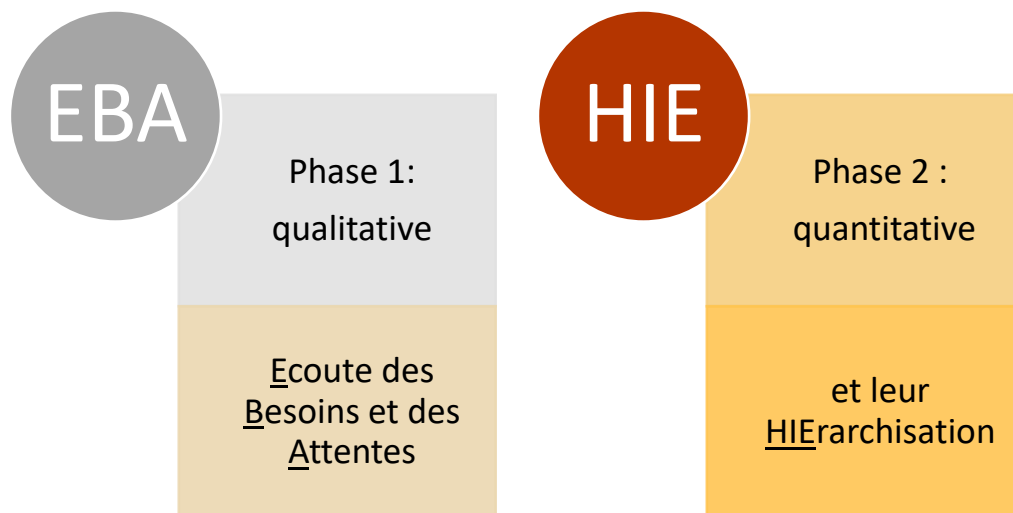 EBA
Phase 1:
qualitative
Ecoute des
Besoins et des
Attentes
HIE
Phase 2 :
quantitative
et leur
HIErarchisation